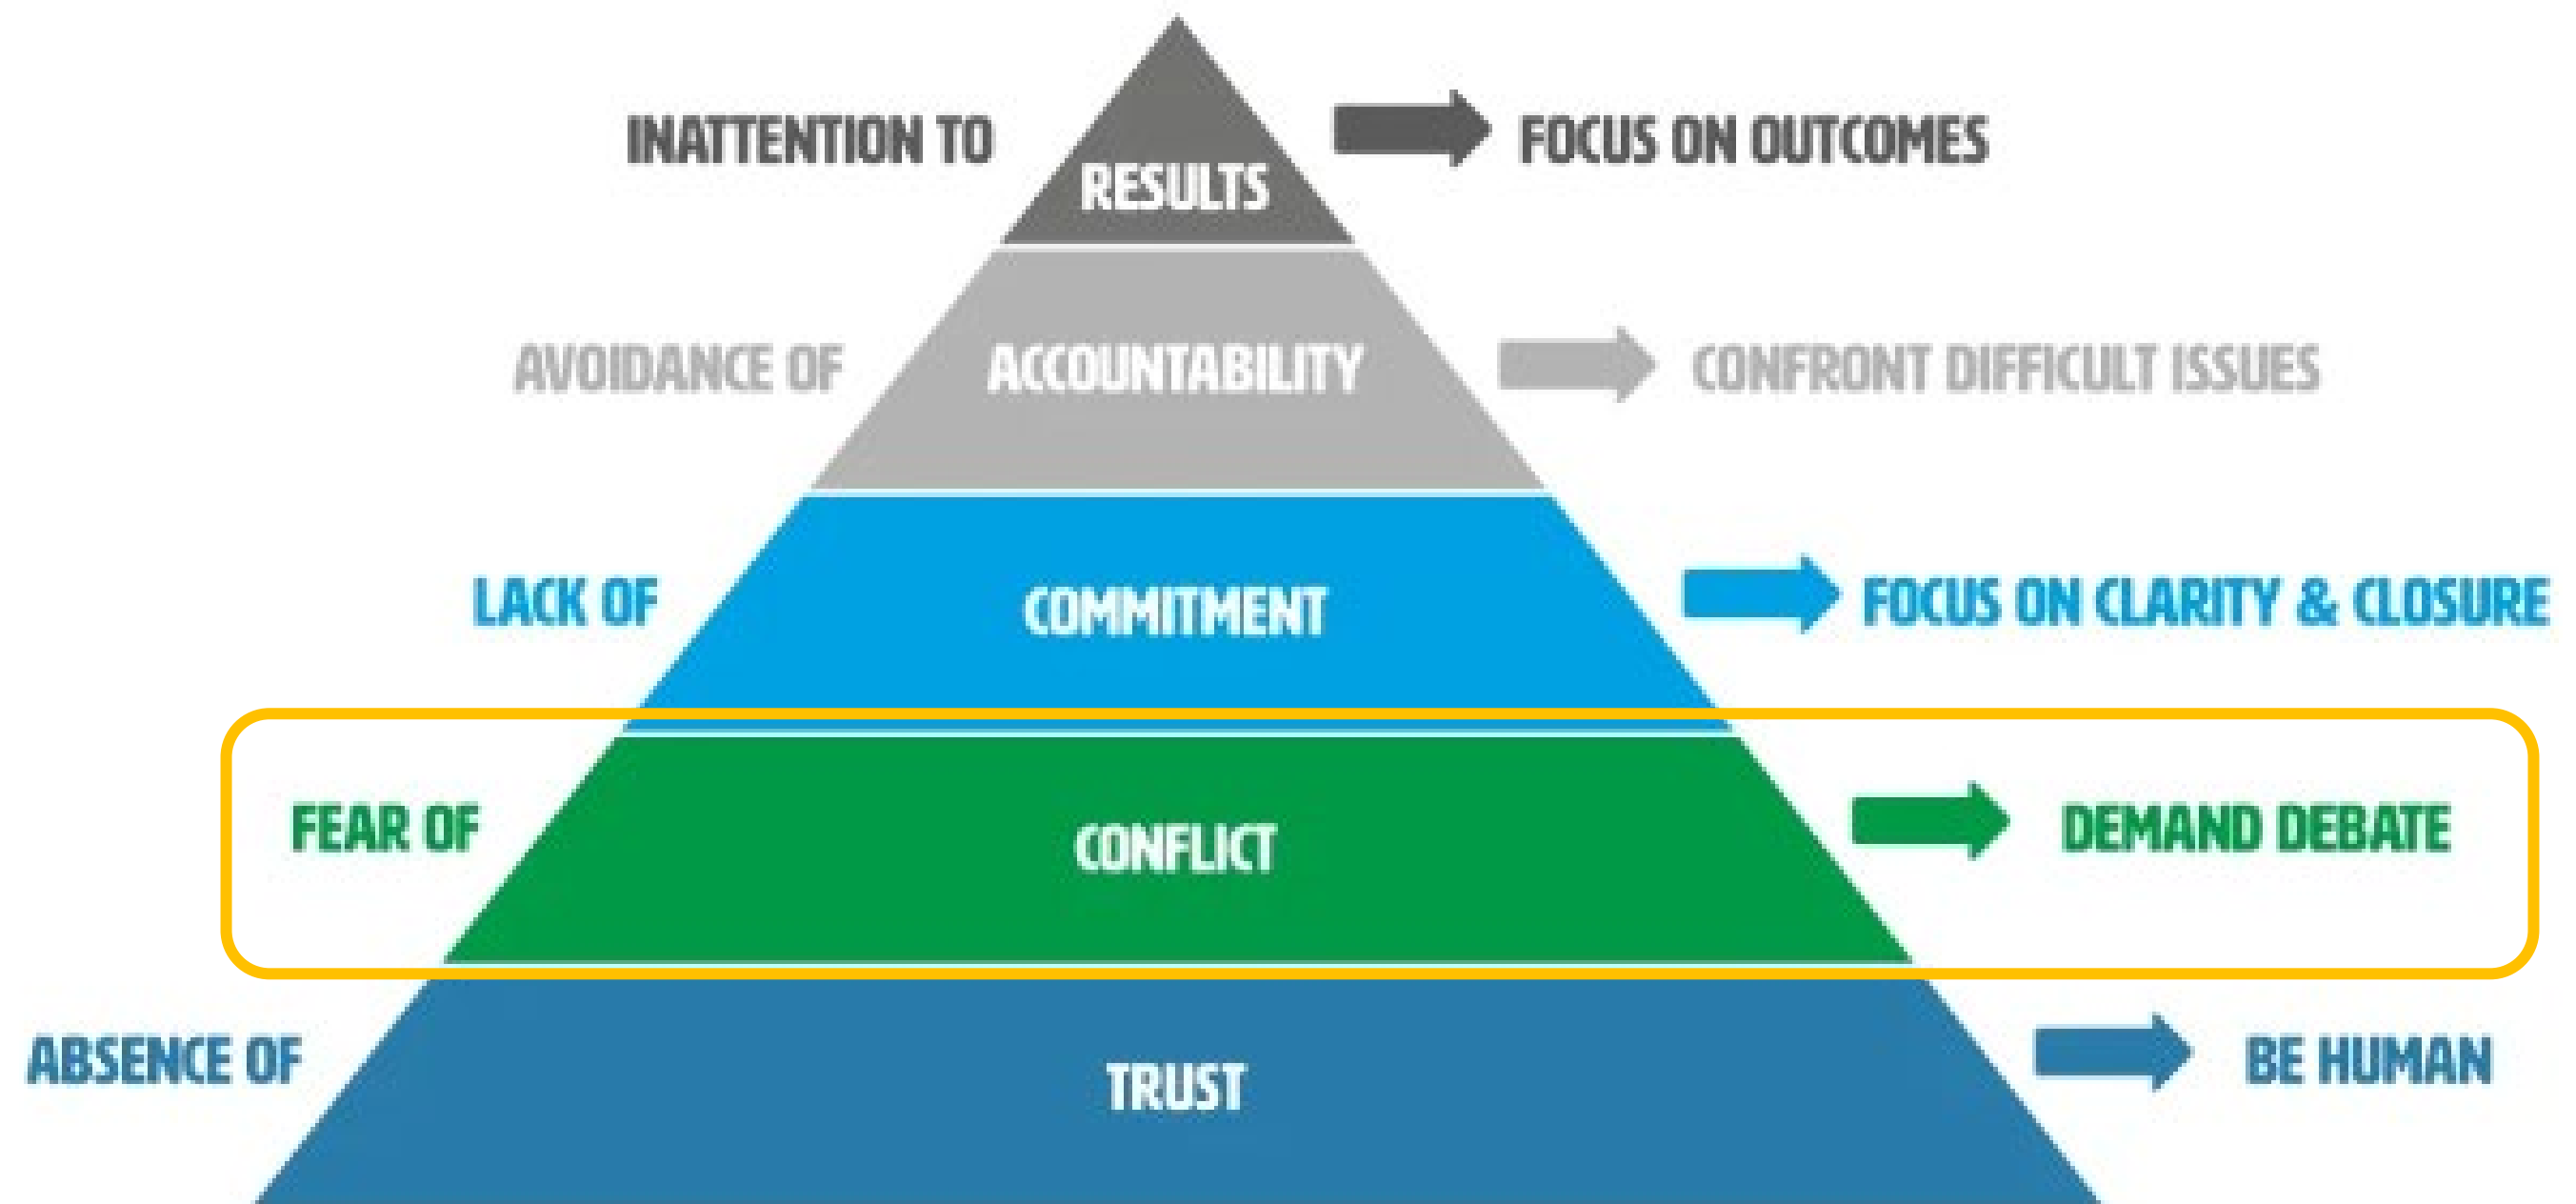 INATTENTION TO
RESULTS
FOCUS ON OUTCOMES
AVOIDANCE OF
ACCOUNTABILITY
CONFRONT DIFFICULT ISSUES
LACK OF
COMMITMENT
FOCUS ON CLARITY & CLOSURE
FEAR OF
CONFLICT
DEMAND DEBATE
ABSENCE OF
TRUST
BE HUMAN